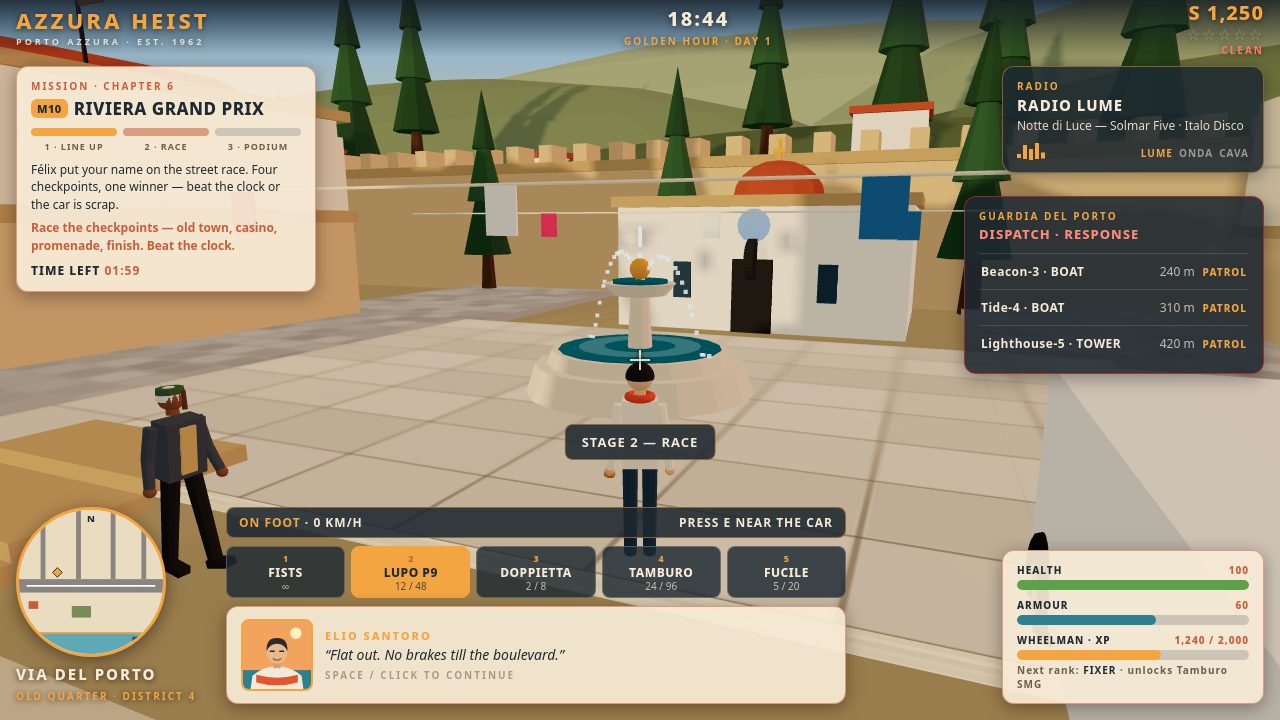 AZZURA HEIST
PORTO AZZURA · EST. 1962
18:44
GOLDEN HOUR · DAY 1
S 1,250
☆☆☆☆☆
CLEAN
MISSION · CHAPTER 6
M10 RIVIERA GRAND PRIX
1 · LINE UP 2 · RACE 3 · PODIUM
Félix put your name on the street race. Four
checkpoints, one winner — beat the clock or
the car is scrap.
Race the checkpoints — old town, casino,
promenade, finish. Beat the clock.
TIME LEFT 01:59
RADIO
RADIO LUME
Notte di Luce — Solmar Five · Italo Disco
LUME ONDA CAVA
GUARDIA DEL PORTO
DISPATCH · RESPONSE
Beacon-3 · BOAT 240 m PATROL
Tide-4 · BOAT 310 m PATROL
Lighthouse-5 · TOWER 420 m PATROL
STAGE 2 — RACE
ON FOOT · 0 KM/H PRESS E NEAR THE CAR
1 FISTS ∞
2 LUPO P9 12 / 48
3 DOPPIETTA 2 / 8
4 TAMBURO 24 / 96
5 FUCILE 5 / 20
ELIO SANTORO
“Flat out. No brakes till the boulevard.”
SPACE / CLICK TO CONTINUE
N
VIA DEL PORTO
OLD QUARTER · DISTRICT 4
HEALTH 100
ARMOUR 60
WHEELMAN · XP 1,240 / 2,000
Next rank: FIXER · unlocks Tamburo
SMG